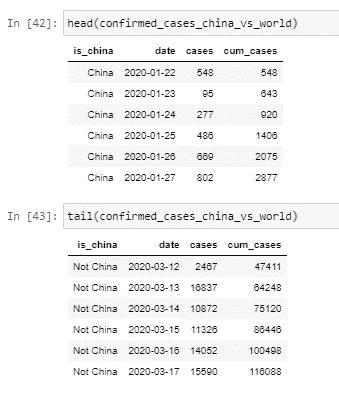 In [42]: head(confirmed_cases_china_vs_world)
is_china date cases cum_cases
China 2020-01-22 548 548
China 2020-01-23 95 643
China 2020-01-24 277 920
China 2020-01-25 486 1406
China 2020-01-26 669 2075
China 2020-01-27 802 2877
In [43]: tail(confirmed_cases_china_vs_world)
is_china date cases cum_cases
Not China 2020-03-12 2467 47411
Not China 2020-03-13 16837 64248
Not China 2020-03-14 10872 75120
Not China 2020-03-15 11326 86446
Not China 2020-03-16 14052 100498
Not China 2020-03-17 15590 116088